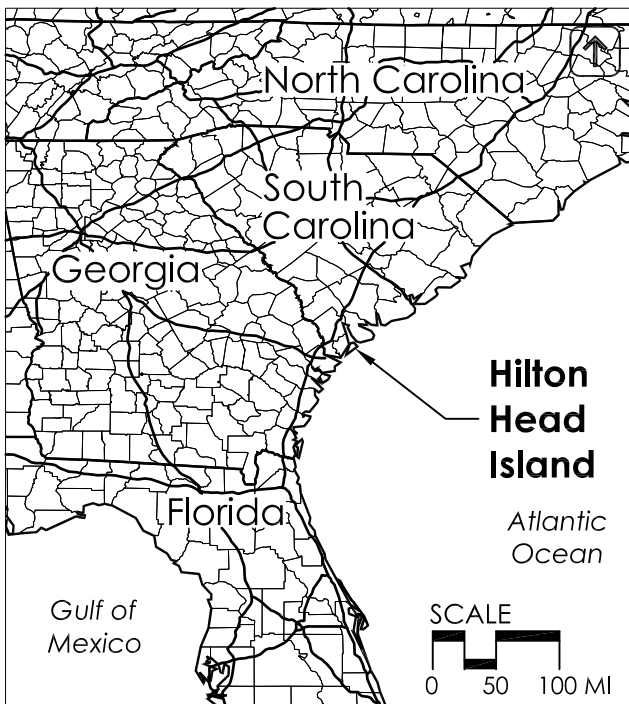 North Carolina
South
Carolina
Georgia
Hilton
Head
Island
Florida
Atlantic
Ocean
Gulf of
Mexico
SCALE
0 50 100 MI